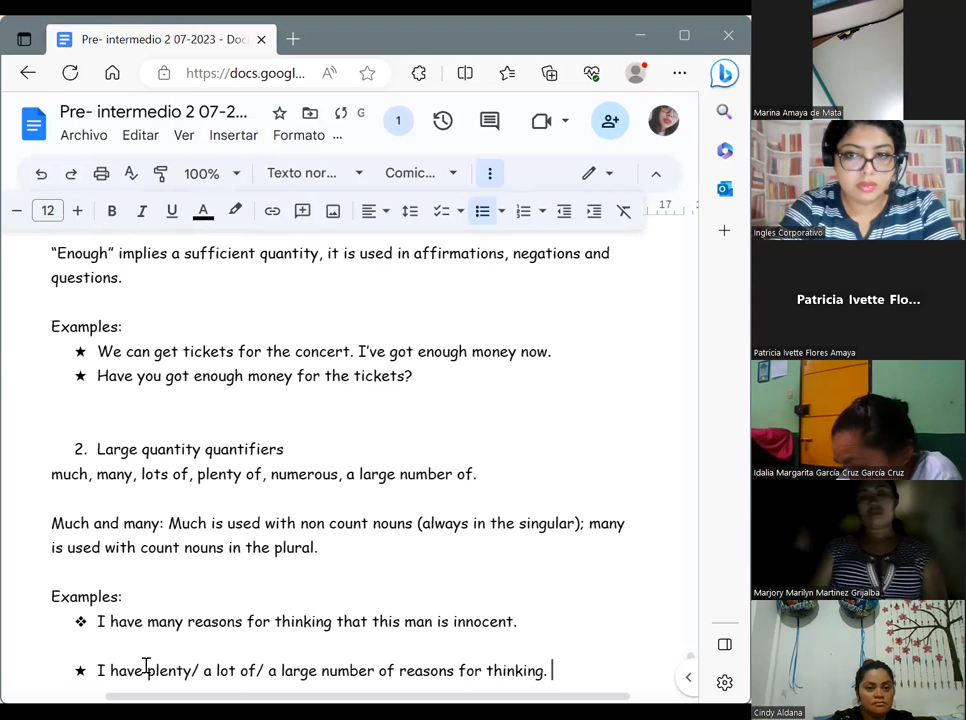 Pre- intermedio 2 07-2023 - Doc
https://docs.googl...
Pre- intermedio 2 07-2...
G
1
Archivo Editar Ver Insertar Formato ...
100% Texto nor... Comic...
12
17
“Enough” implies a sufficient quantity, it is used in affirmations, negations and
questions.
Examples:
★ We can get tickets for the concert. I’ve got enough money now.
★ Have you got enough money for the tickets?
2. Large quantity quantifiers
much, many, lots of, plenty of, numerous, a large number of.
Much and many: Much is used with non count nouns (always in the singular); many
is used with count nouns in the plural.
Examples:
❖ I have many reasons for thinking that this man is innocent.
★ I have plenty/ a lot of/ a large number of reasons for thinking.
Marina Amaya de Mata
Ingles Corporativo
Patricia Ivette Flo...
Patricia Ivette Flores Amaya
Idalia Margarita García Cruz García Cruz
Marjory Marilyn Martinez Grijalba
Cindy Aldana